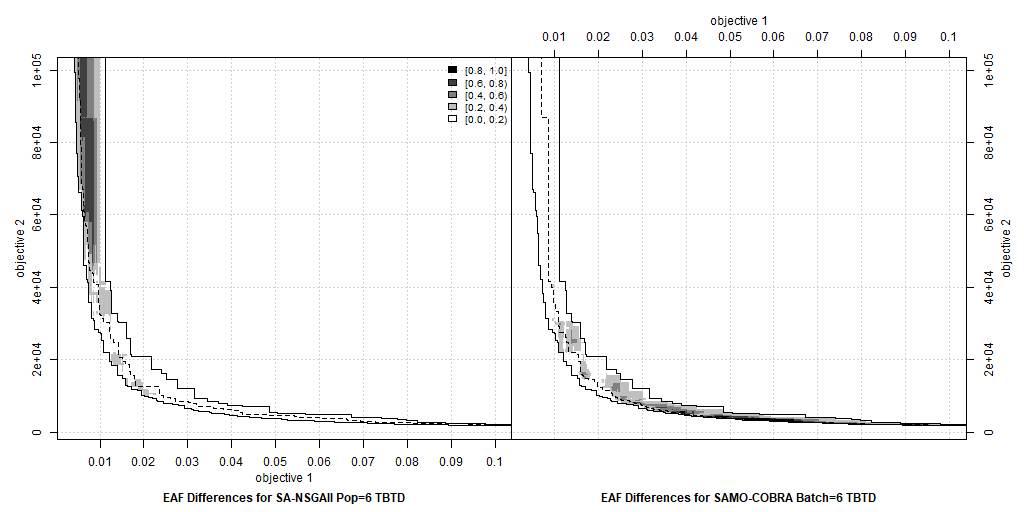 objective 1
0.01 0.02 0.03 0.04 0.05 0.06 0.07 0.08 0.09 0.1
[0.8, 1.0]
[0.6, 0.8)
[0.4, 0.6)
[0.2, 0.4)
[0.0, 0.2)
objective 2
0 2e+04 4e+04 6e+04 8e+04 1e+05
0 2e+04 4e+04 6e+04 8e+04 1e+05
objective 2
0.01 0.02 0.03 0.04 0.05 0.06 0.07 0.08 0.09 0.1
objective 1
EAF Differences for SA-NSGAII Pop=6 TBTD
EAF Differences for SAMO-COBRA Batch=6 TBTD